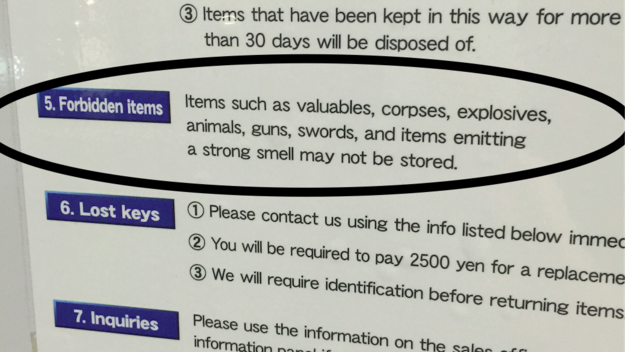 ③ Items that have been kept in this way for more
than 30 days will be disposed of.
5. Forbidden items
Items such as valuables, corpses, explosives,
animals, guns, swords, and items emitting
a strong smell may not be stored.
6. Lost keys
① Please contact us using the info listed below
② You will be required to pay 2500 yen for a
③ We will require identification before returning items
7. Inquiries
Please use the information on the sales
information